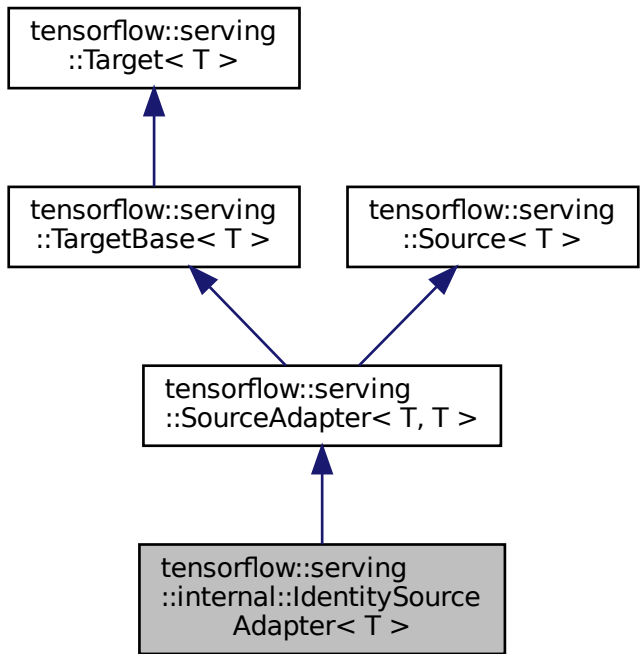 tensorflow::serving
::Target< T >
tensorflow::serving
::TargetBase< T >
tensorflow::serving
::Source< T >
tensorflow::serving
::SourceAdapter< T, T >
tensorflow::serving
::internal::IdentitySource
Adapter< T >